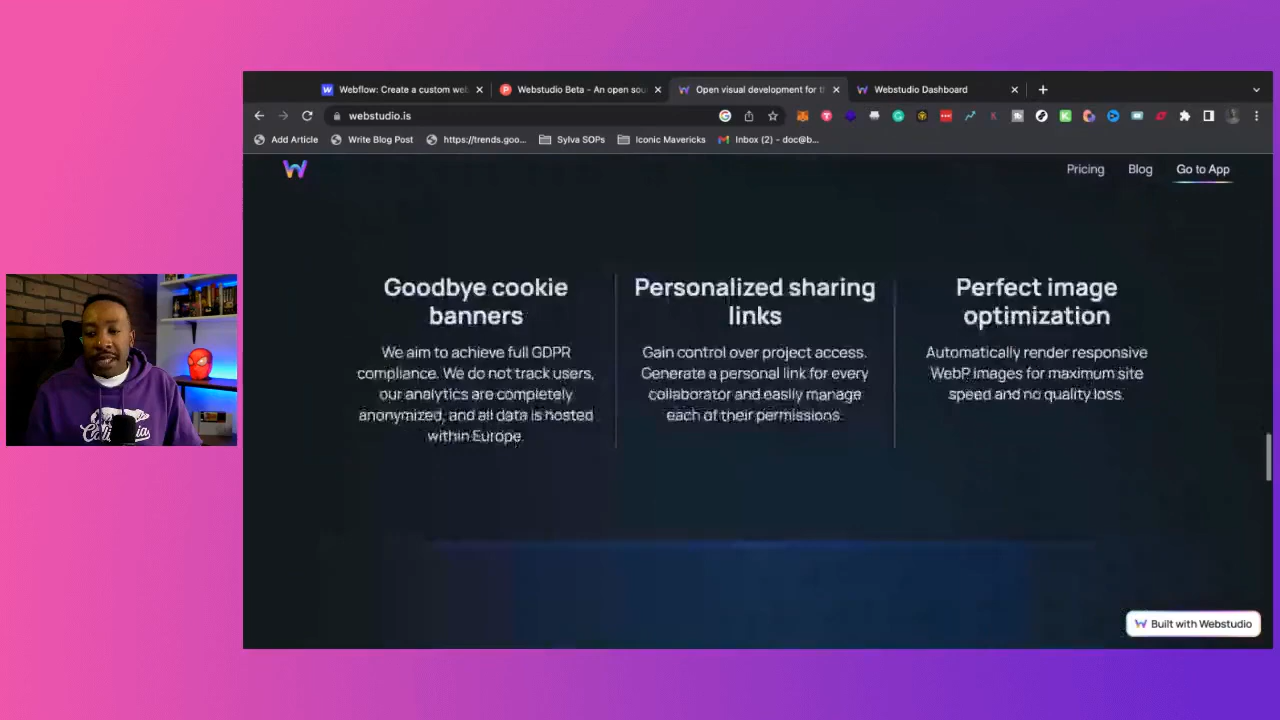 Webflow: Create a custom we
Webstudio Beta - An open sou
Open visual development for t
Webstudio Dashboard
webstudio.is
Add Article
Write Blog Post
https://trends.goo...
Sylva SOPs
Iconic Mavericks
Inbox (2) - doc@b...
Pricing
Blog
Go to App
Goodbye cookie
banners
We aim to achieve full GDPR
compliance. We do not track users,
our analytics are completely
anonymized, and all data is hosted
within Europe.
Personalized sharing
links
Gain control over project access.
Generate a personal link for every
collaborator and easily manage
each of their permissions.
Perfect image
optimization
Automatically render responsive
WebP images for maximum site
speed and no quality loss.
Built with Webstudio